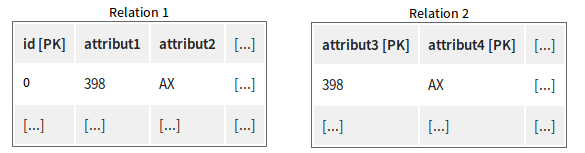 Relation 1
id [PK] attribut1 attribut2 [...]
0 398 AX [...]
[...] [...] [...] [...]
Relation 2
attribut3 [PK] attribut4 [PK] [...]
398 AX [...]
[...] [...] [...]